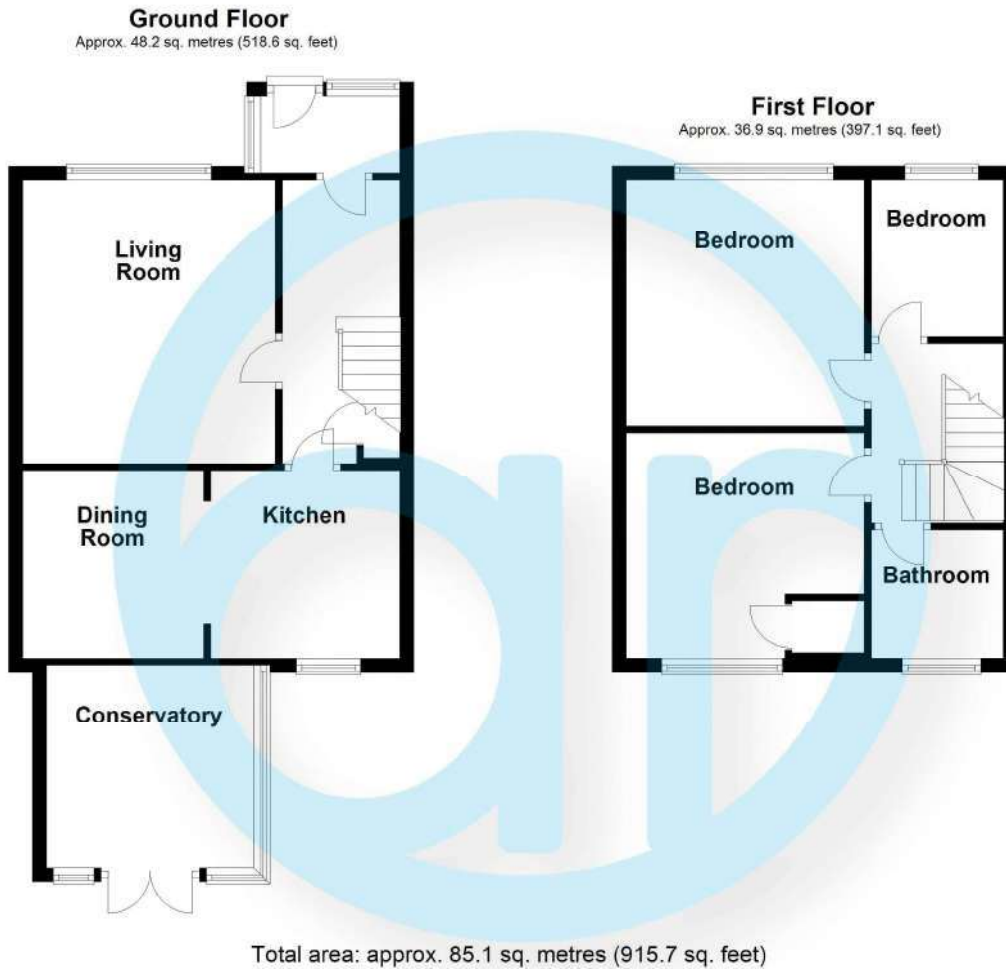 Ground Floor
Approx. 48.2 sq. metres (518.6 sq. feet)
Living
Room
Dining
Room
Kitchen
Conservatory
First Floor
Approx. 36.9 sq. metres (397.1 sq. feet)
Bedroom
Bedroom
Bedroom
Bathroom
Total area: approx. 85.1 sq. metres (915.7 sq. feet)